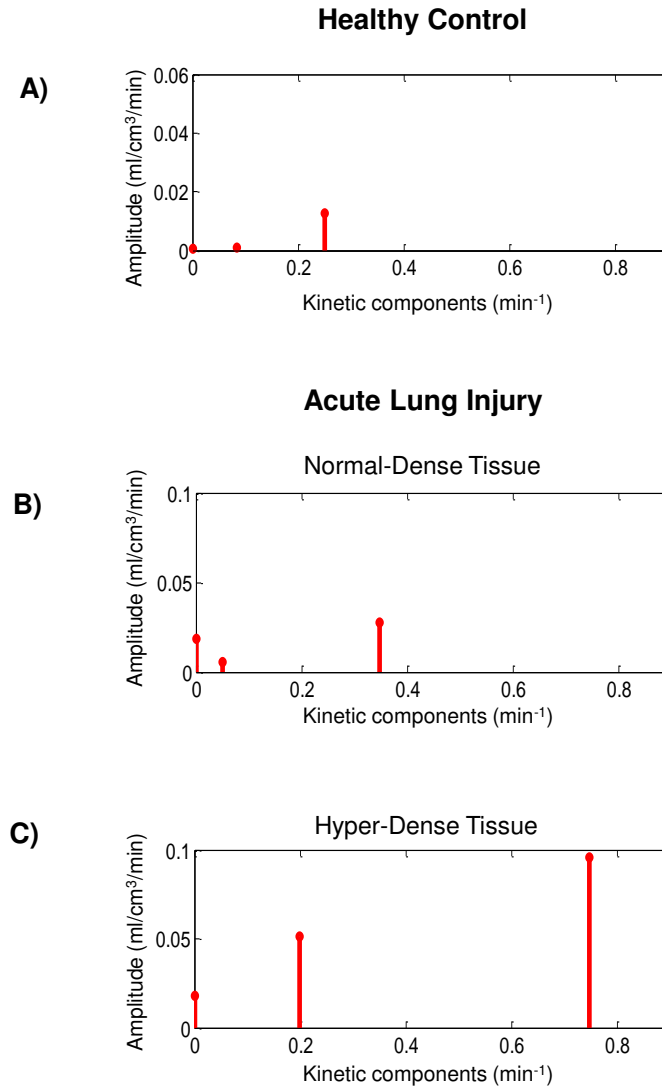 Healthy Control
A)
0.06
0.04
0.02
0
Amplitude (ml/cm³/min)
0 0.2 0.4 0.6 0.8
Kinetic components (min⁻¹)
Acute Lung Injury
Normal-Dense Tissue
B)
0.1
0.05
0
Amplitude (ml/cm³/min)
0 0.2 0.4 0.6 0.8
Kinetic components (min⁻¹)
Hyper-Dense Tissue
C)
0.1
0.05
0
Amplitude (ml/cm³/min)
0 0.2 0.4 0.6 0.8
Kinetic components (min⁻¹)